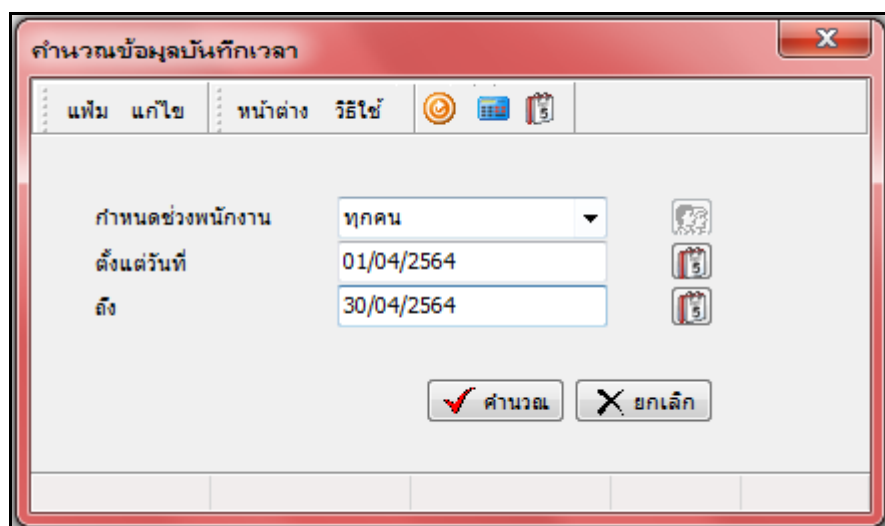 คำนวณข้อมูลบันทึกเวลา
แฟ้ม แก้ไข หน้าต่าง วิธีใช้ 5
กำหนดช่วงพนักงาน ทุกคน
ตั้งแต่วันที่ 01/04/2564 5
ถึง 30/04/2564 5
คำนวณ ยกเลิก